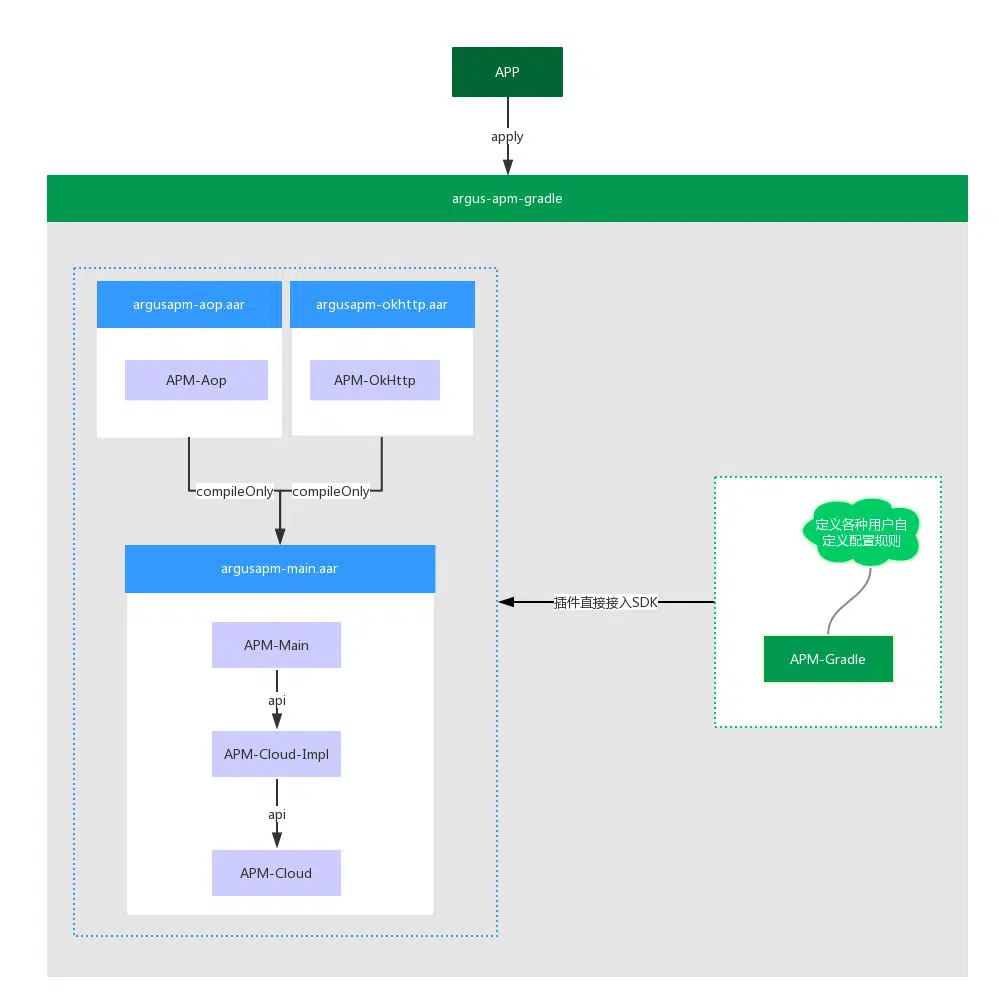 APP
apply
argus-apm-gradle
argusapm-aop.aar
argusapm-okhttp.aar
APM-Aop
APM-OkHttp
compileOnly
compileOnly
定义各种用户自
定义配置规则
argusapm-main.aar
插件直接接入SDK
APM-Main
APM-Gradle
api
APM-Cloud-Impl
api
APM-Cloud